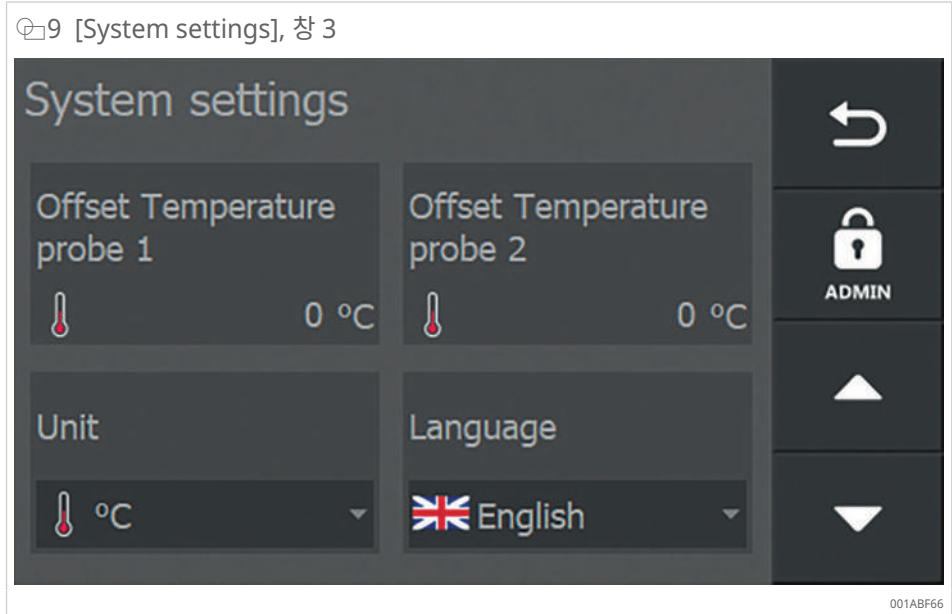 9 [System settings], 창 3
System settings
Offset Temperature
probe 1
0 °C
Offset Temperature
probe 2
0 °C
ADMIN
Unit
°C
Language
English
001ABF66